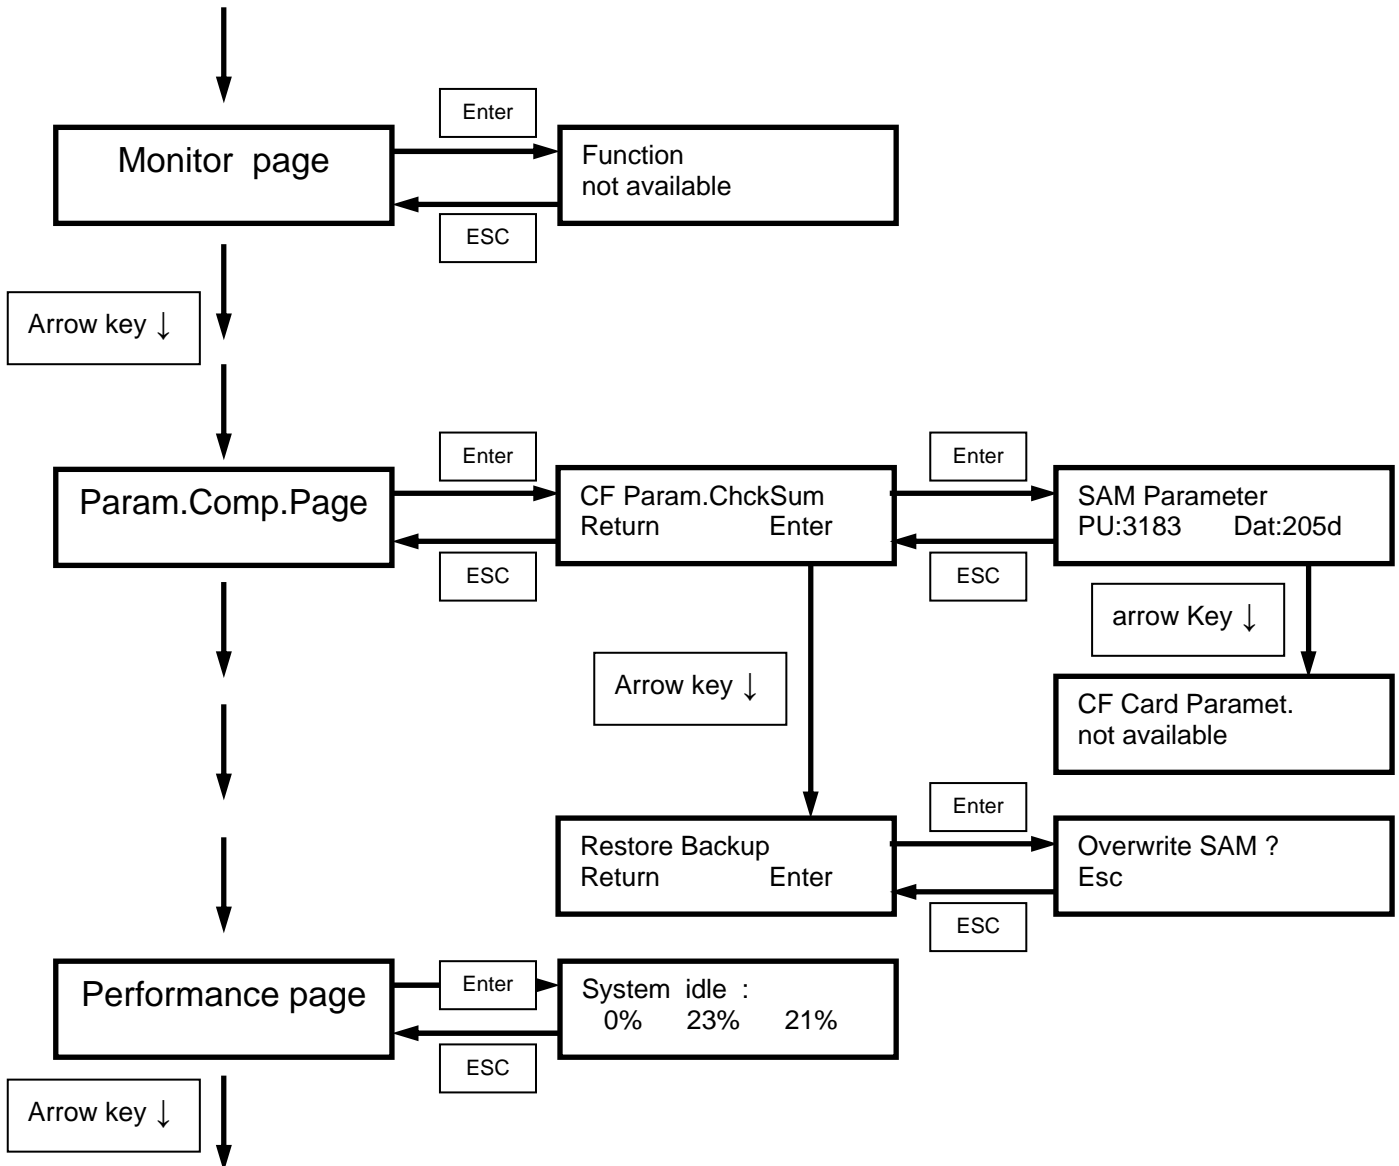 Enter
Monitor page
Function
not available
ESC
Arrow key ↓
Enter
Enter
Param.Comp.Page
CF Param.ChckSum
Return Enter
SAM Parameter
PU:3183 Dat:205d
ESC
ESC
arrow Key ↓
Arrow key ↓
CF Card Paramet.
not available
Enter
Restore Backup
Return Enter
Overwrite SAM ?
Esc
ESC
Performance page
Enter
System idle :
0% 23% 21%
ESC
Arrow key ↓